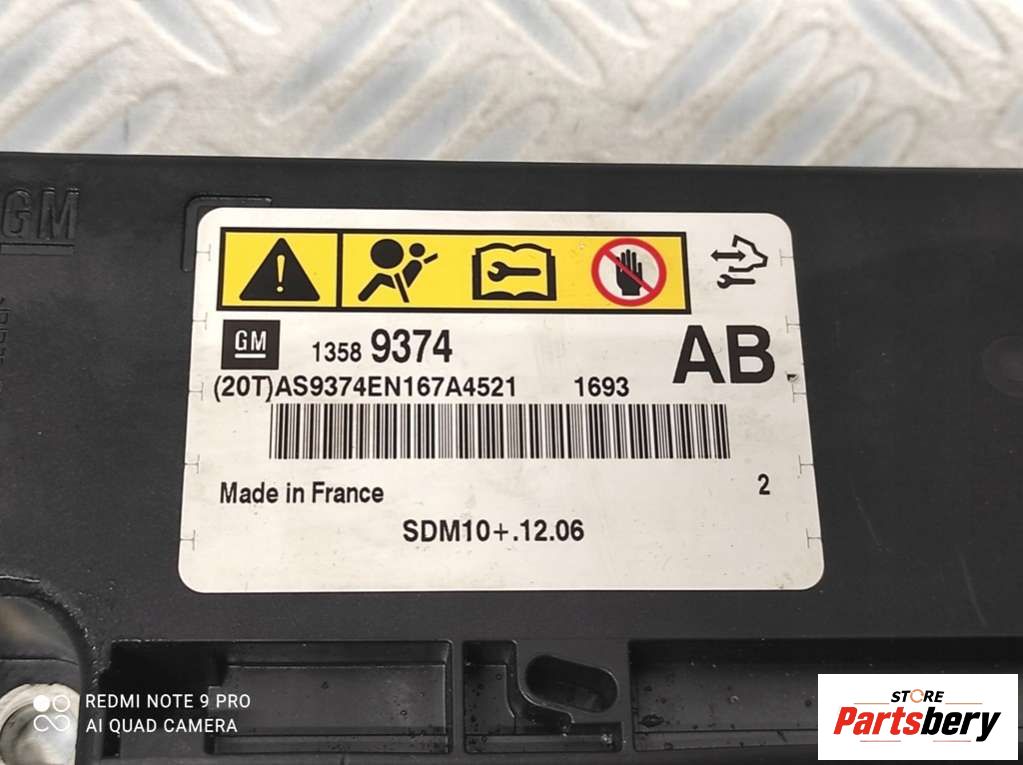 GM
GM 1358 9374 AB
(20T)AS9374EN167A4521 1693
Made in France 2
SDM10+.12.06
REDMI NOTE 9 PRO
AI QUAD CAMERA
STORE
Partsbery